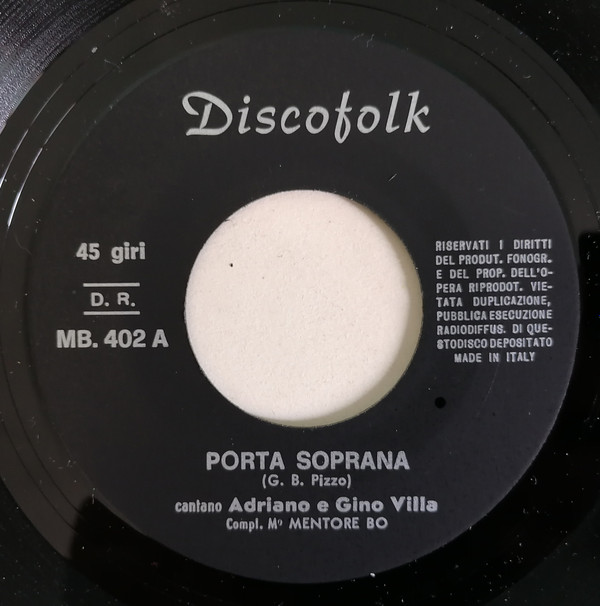 Discofolk
45 giri
D. R.
MB. 402 A
RISERVATI I DIRITTI
DEL PRODUT. FONOGR.
E DEL PROP. DELL'O-
PERA RIPRODOT. VIE-
TATA DUPLICAZIONE,
PUBBLICA ESECUZIONE
RADIODIFFUS. DI QUE-
STO DISCO DEPOSITATO
MADE IN ITALY
PORTA SOPRANA
(G. B. Pizzo)
cantano Adriano e Gino Villa
Compl. Mº MENTORE BO